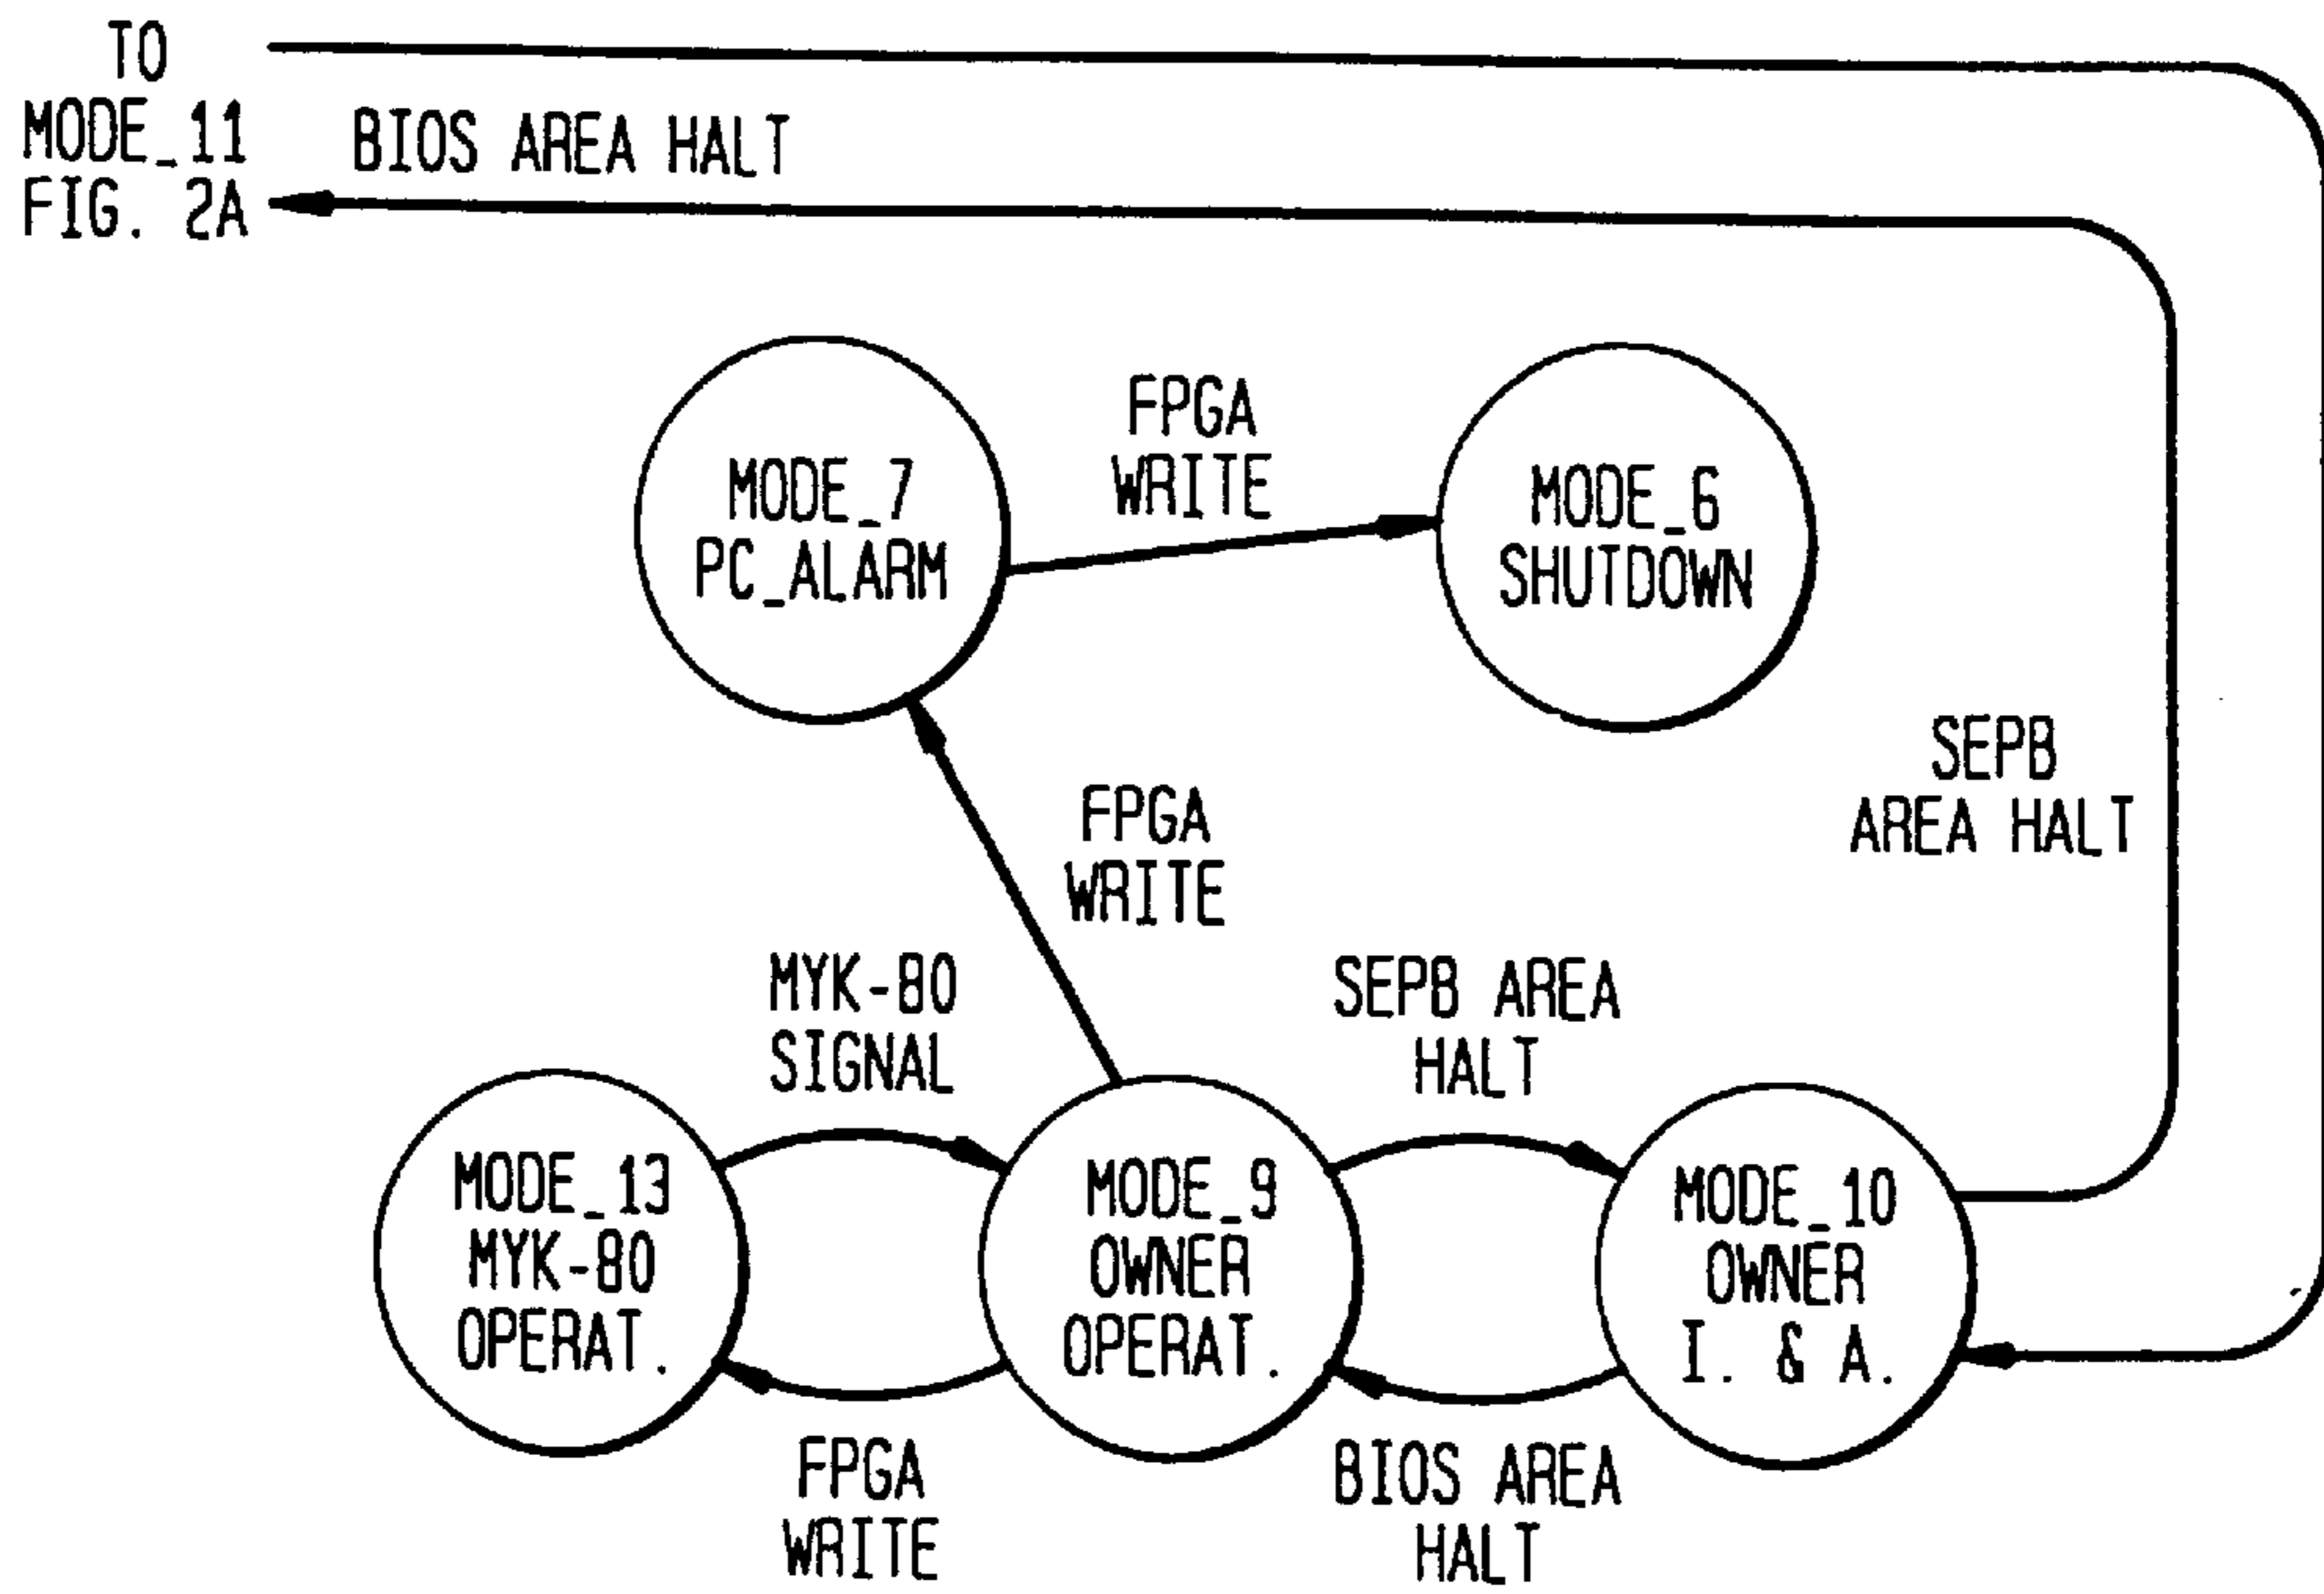 TO
MODE_11
FIG. 2A
BIOS AREA HALT
MODE_7
PC_ALARM
FPGA
WRITE
MODE_6
SHUTDOWN
SEPB
AREA HALT
FPGA
WRITE
MYK-80
SIGNAL
SEPB AREA
HALT
MODE_13
MYK-80
OPERAT.
MODE_9
OWNER
OPERAT.
MODE_10
OWNER
I. & A.
FPGA
WRITE
BIOS AREA
HALT